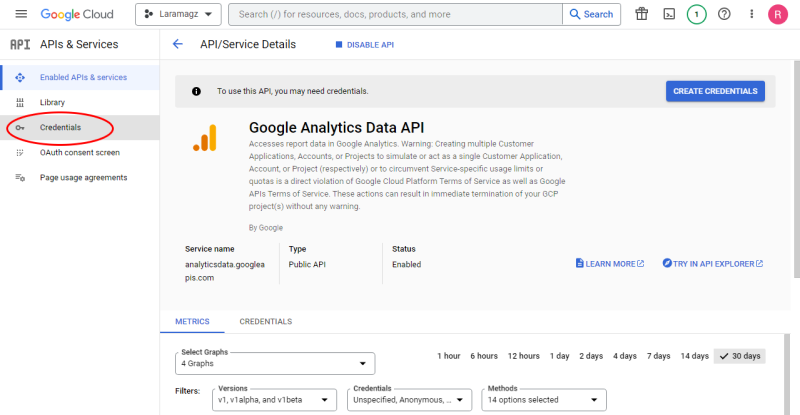 Google Cloud
Laramagz
Search (/) for resources, docs, products, and more
Search
1
R
API
APIs & Services
API/Service Details
DISABLE API
Enabled APIs & services
Library
Credentials
OAuth consent screen
Page usage agreements
To use this API, you may need credentials.
CREATE CREDENTIALS
Google Analytics Data API
Accesses report data in Google Analytics. Warning: Creating multiple Customer
Applications, Accounts, or Projects to simulate or act as a single Customer Application,
Account, or Project (respectively) or to circumvent Service-specific usage limits or
quotas is a direct violation of Google Cloud Platform Terms of Service as well as Google
APIs Terms of Service. These actions can result in immediate termination of your GCP
project(s) without any warning.
By Google
Service name
analyticsdata.googlea
pis.com
Type
Public API
Status
Enabled
LEARN MORE
TRY IN API EXPLORER
METRICS
CREDENTIALS
Select Graphs
4 Graphs
1 hour 6 hours 12 hours 1 day 2 days 4 days 7 days 14 days 30 days
Filters:
Versions
v1, v1alpha, and v1beta
Credentials
Unspecified, Anonymous, ...
Methods
14 options selected